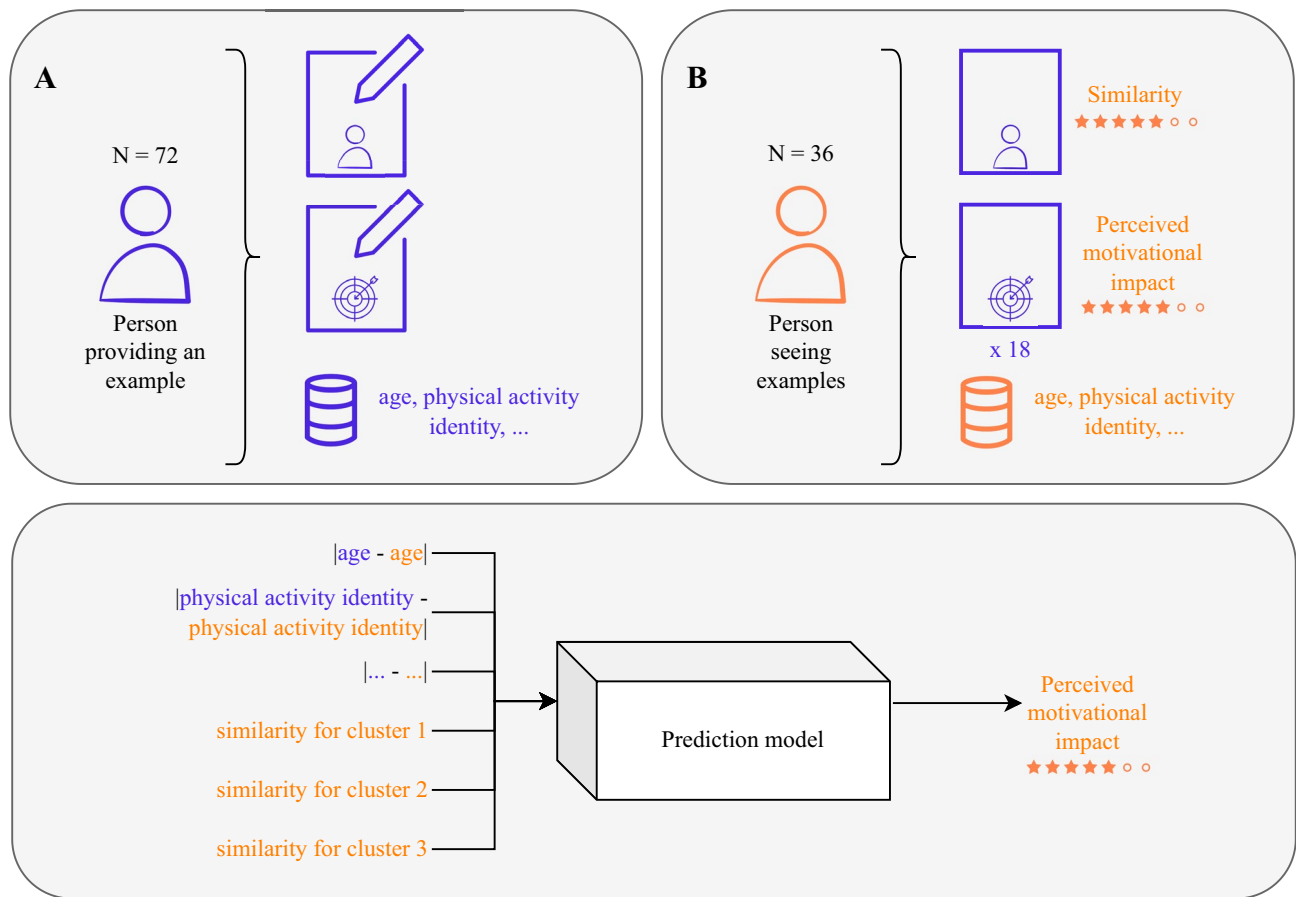 A
N = 72
Person
providing an
example
age, physical activity
identity, ...
B
N = 36
Person
seeing
examples
Similarity
Perceived
motivational
impact
x 18
age, physical activity
identity, ...
|age - age|
|physical activity identity -
physical activity identity|
|... - ...|
similarity for cluster 1
similarity for cluster 2
similarity for cluster 3
Prediction model
Perceived
motivational
impact